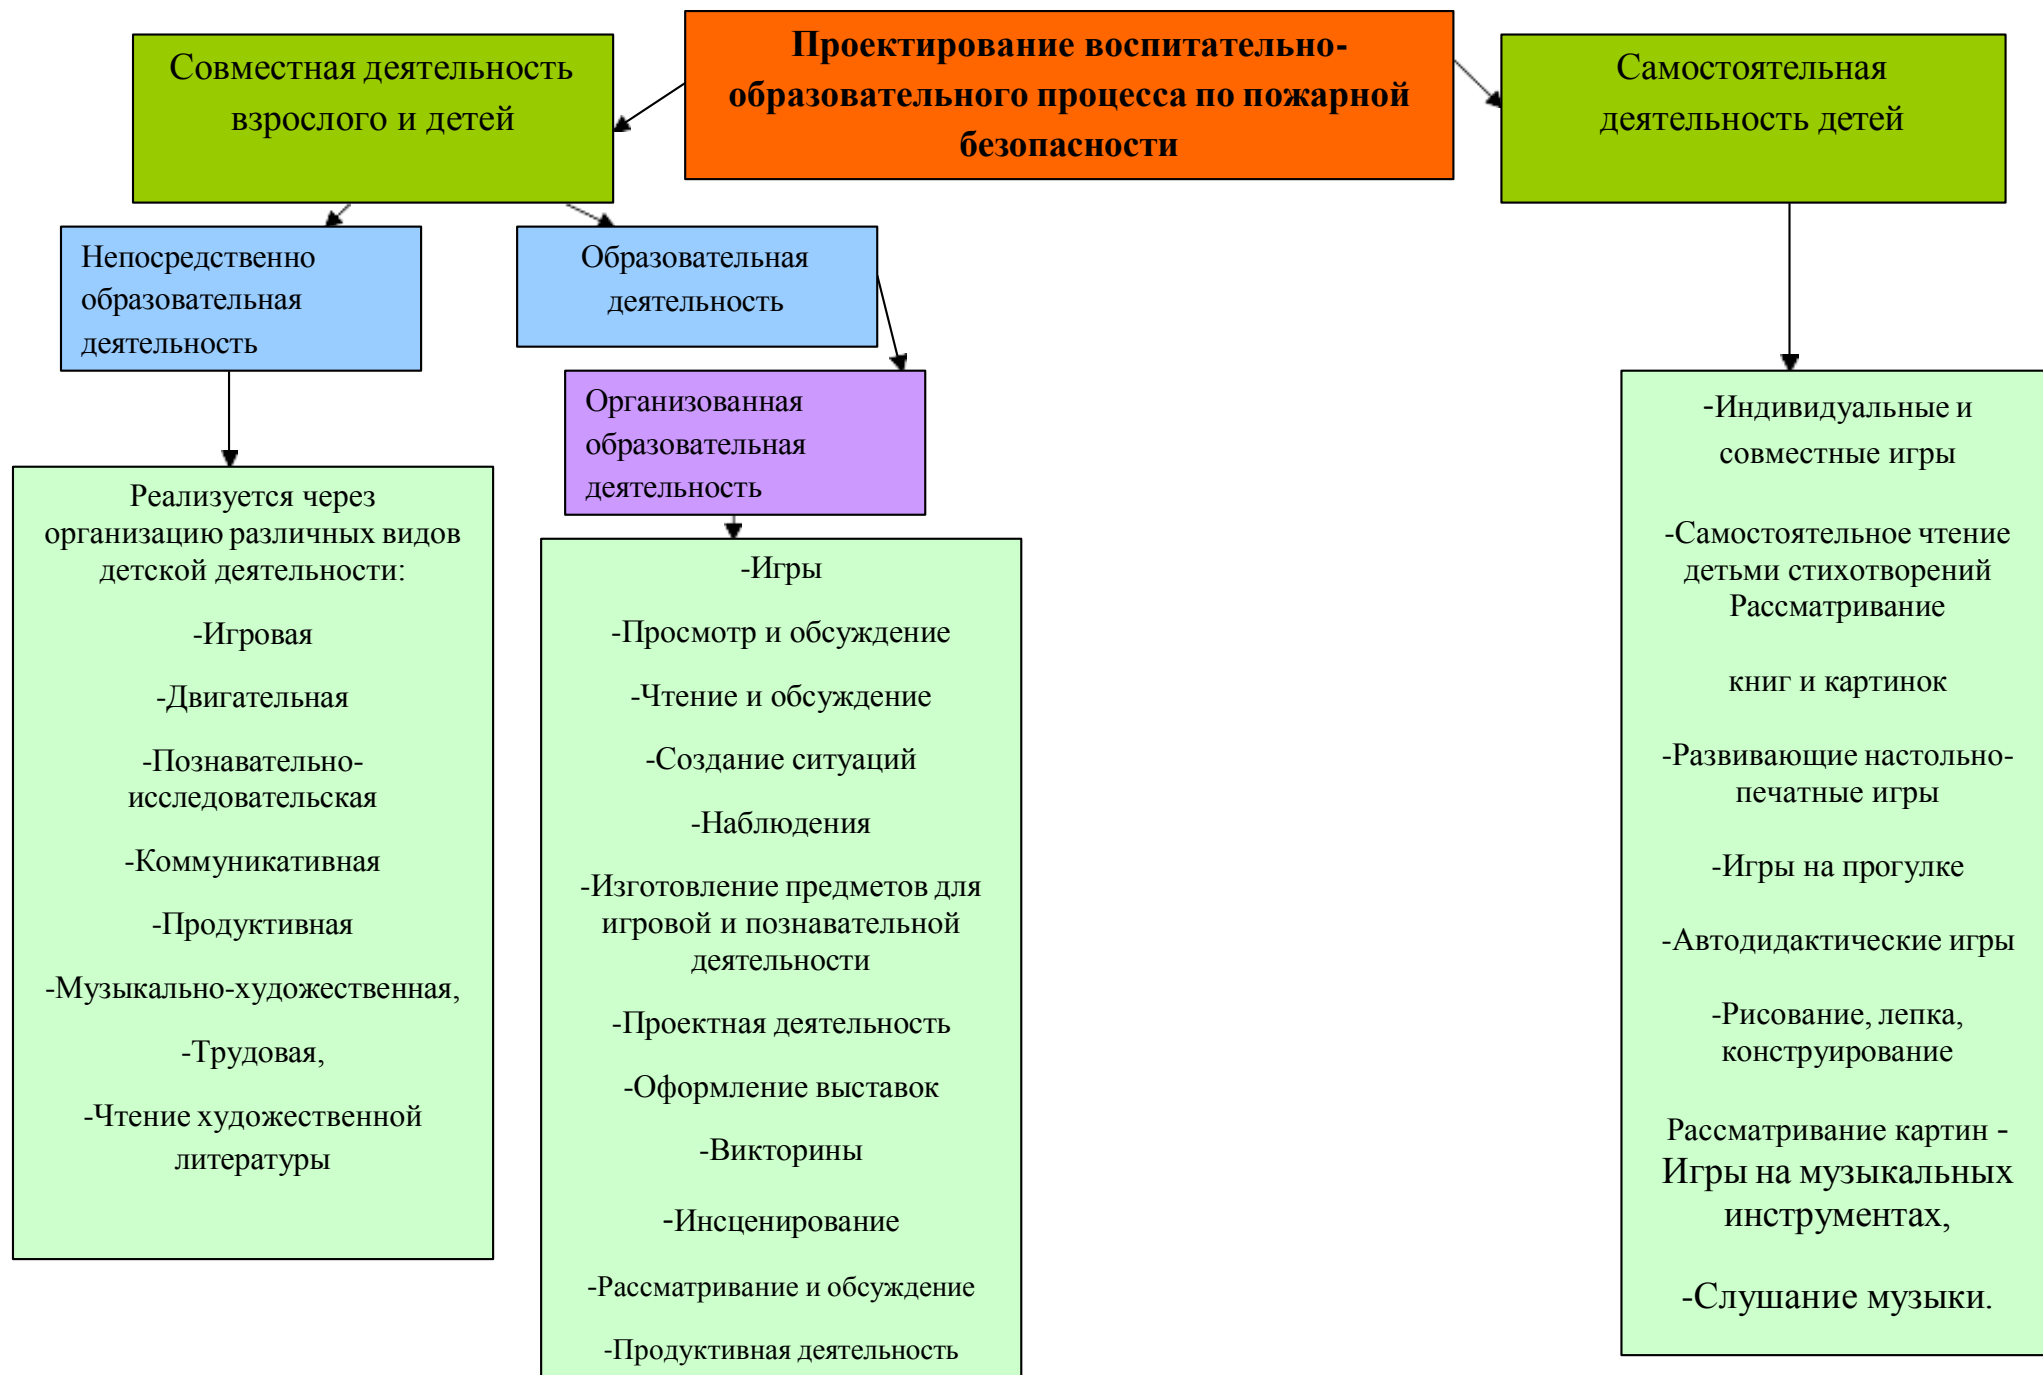 Проектирование воспитательно-
образовательного процесса по пожарной
безопасности
Совместная деятельность
взрослого и детей
Самостоятельная
деятельность детей
Непосредственно
образовательная
деятельность
Образовательная
деятельность
Организованная
образовательная
деятельность
Реализуется через
организацию различных видов
детской деятельности:
-Игровая
-Двигательная
-Познавательно-
исследовательская
-Коммуникативная
-Продуктивная
-Музыкально-художественная,
-Трудовая,
-Чтение художественной
литературы
-Игры
-Просмотр и обсуждение
-Чтение и обсуждение
-Создание ситуаций
-Наблюдения
-Изготовление предметов для
игровой и познавательной
деятельности
-Проектная деятельность
-Оформление выставок
-Викторины
-Инсценирование
-Рассматривание и обсуждение
-Продуктивная деятельность
-Индивидуальные и
совместные игры
-Самостоятельное чтение
детьми стихотворений
Рассматривание
книг и картинок
-Развивающие настольно-
печатные игры
-Игры на прогулке
-Автодидактические игры
-Рисование, лепка,
конструирование
Рассматривание картин -
Игры на музыкальных
инструментах,
-Слушание музыки.